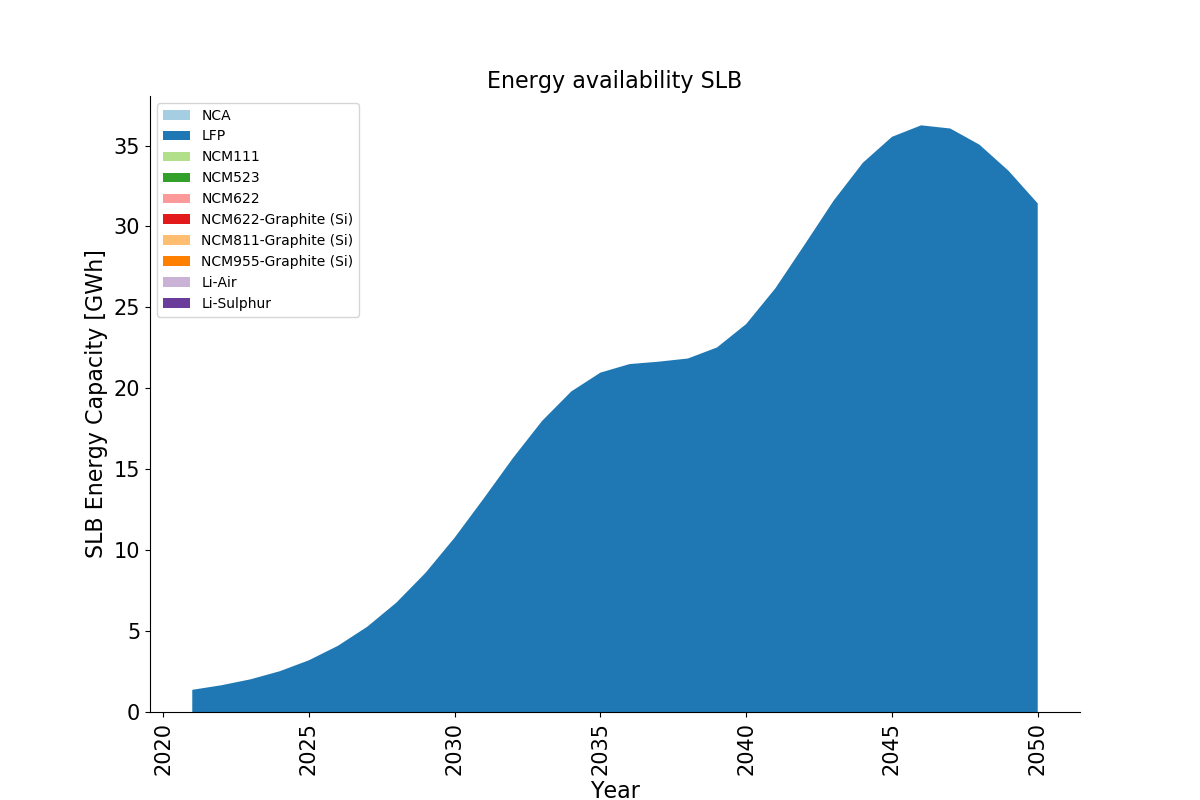 Energy availability SLB
NCA
LFP
NCM111
NCM523
NCM622
NCM622-Graphite (Si)
NCM811-Graphite (Si)
NCM955-Graphite (Si)
Li-Air
Li-Sulphur
SLB Energy Capacity [GWh]
35
30
25
20
15
10
5
0
2020
2025
2030
2035
2040
2045
2050
Year